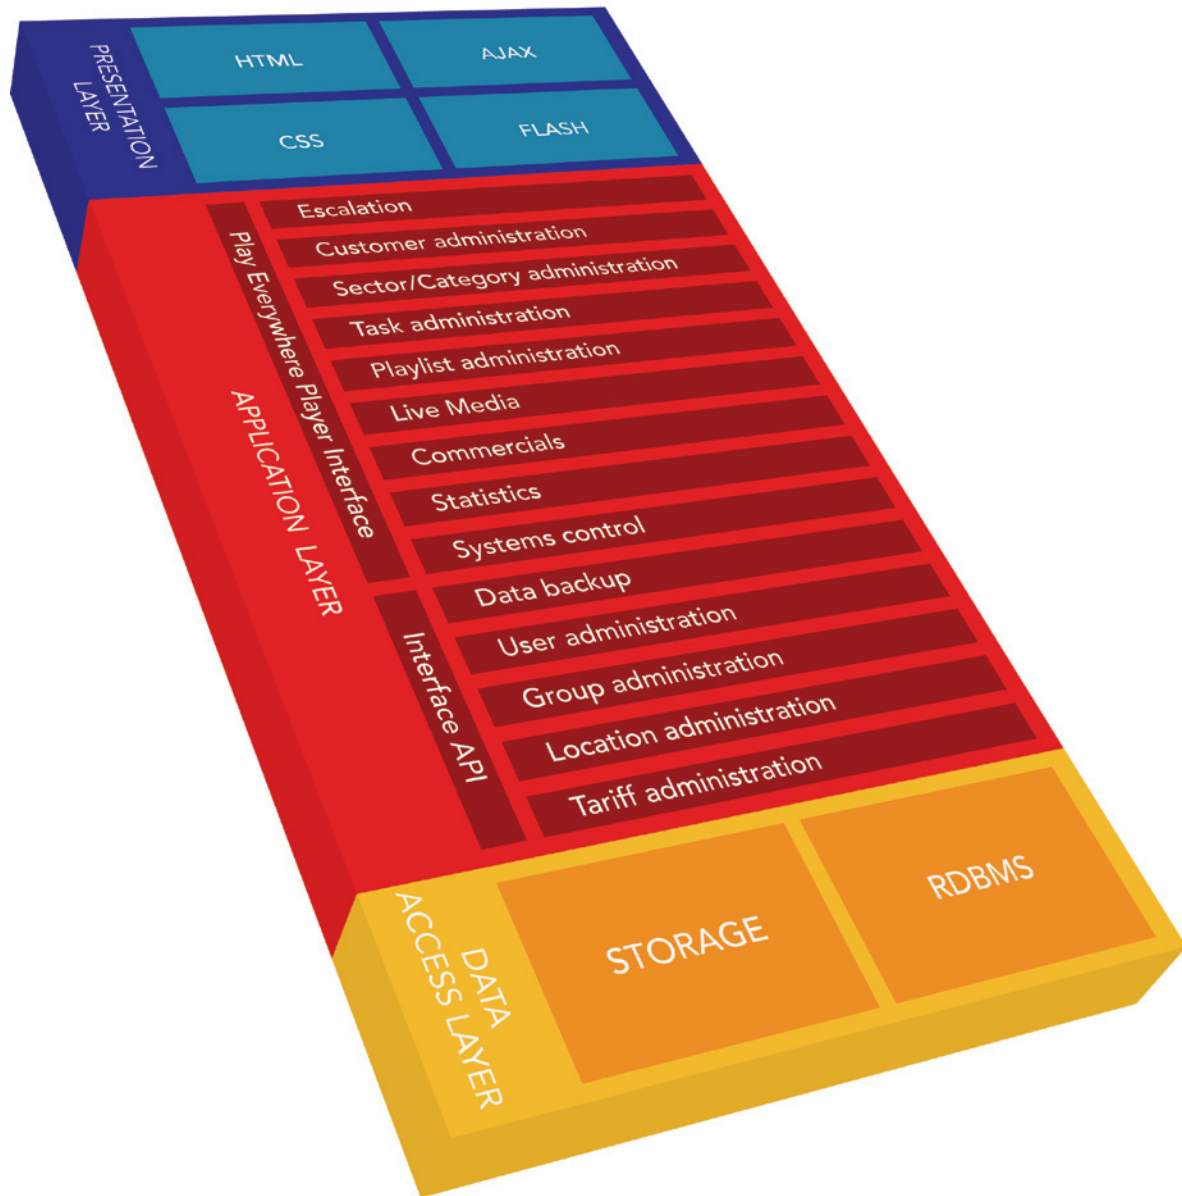 PRESENTATION
LAYER
HTML
AJAX
CSS
FLASH
APPLICATION LAYER
Play Everywhere Player Interface
Interface API
Escalation
Customer administration
Sector/Category administration
Task administration
Playlist administration
Live Media
Commercials
Statistics
Systems control
Data backup
User administration
Group administration
Location administration
Tariff administration
DATA
ACCESS LAYER
STORAGE
RDBMS